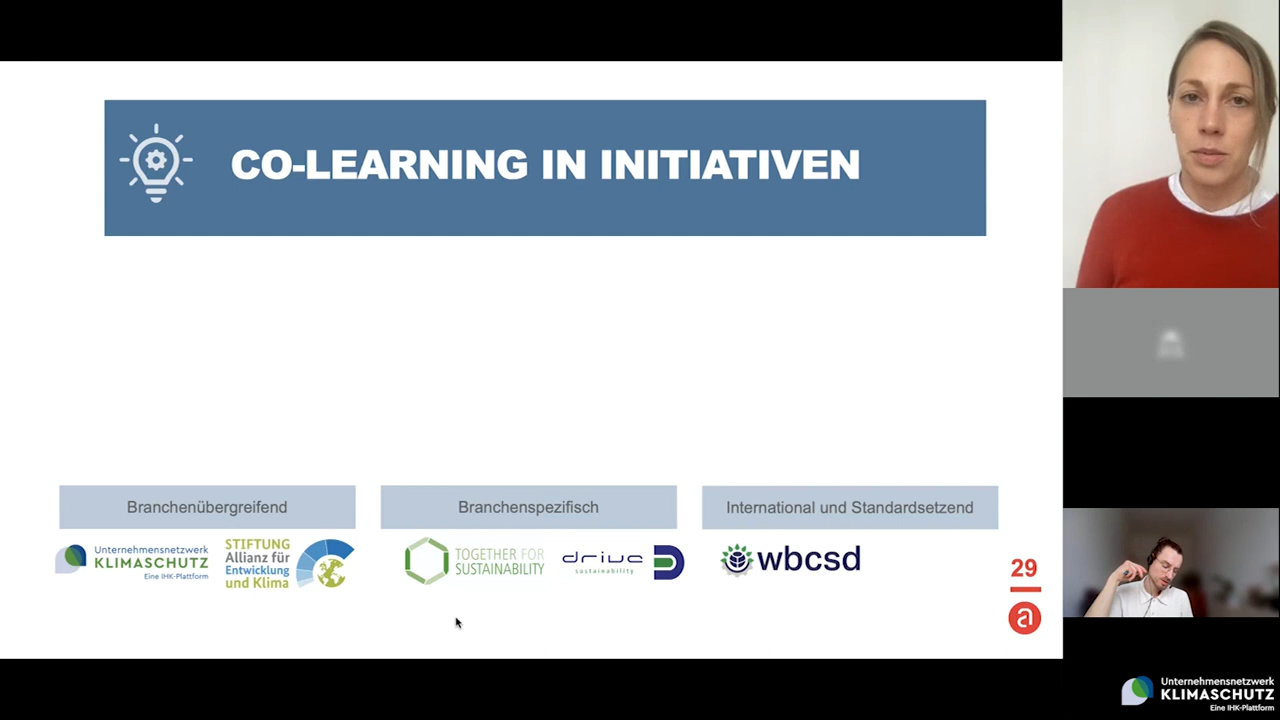 CO-LEARNING IN INITIATIVEN
Branchenübergreifend
Branchenspezifisch
International und Standardsetzend
Unternehmensnetzwerk
KLIMASCHUTZ
Eine IHK-Plattform
STIFTUNG
Allianz für
Entwicklung
und Klima
TOGETHER FOR
SUSTAINABILITY
drive
sustainability
wbcsd
29
a
Unternehmensnetzwerk
KLIMASCHUTZ
Eine IHK-Plattform